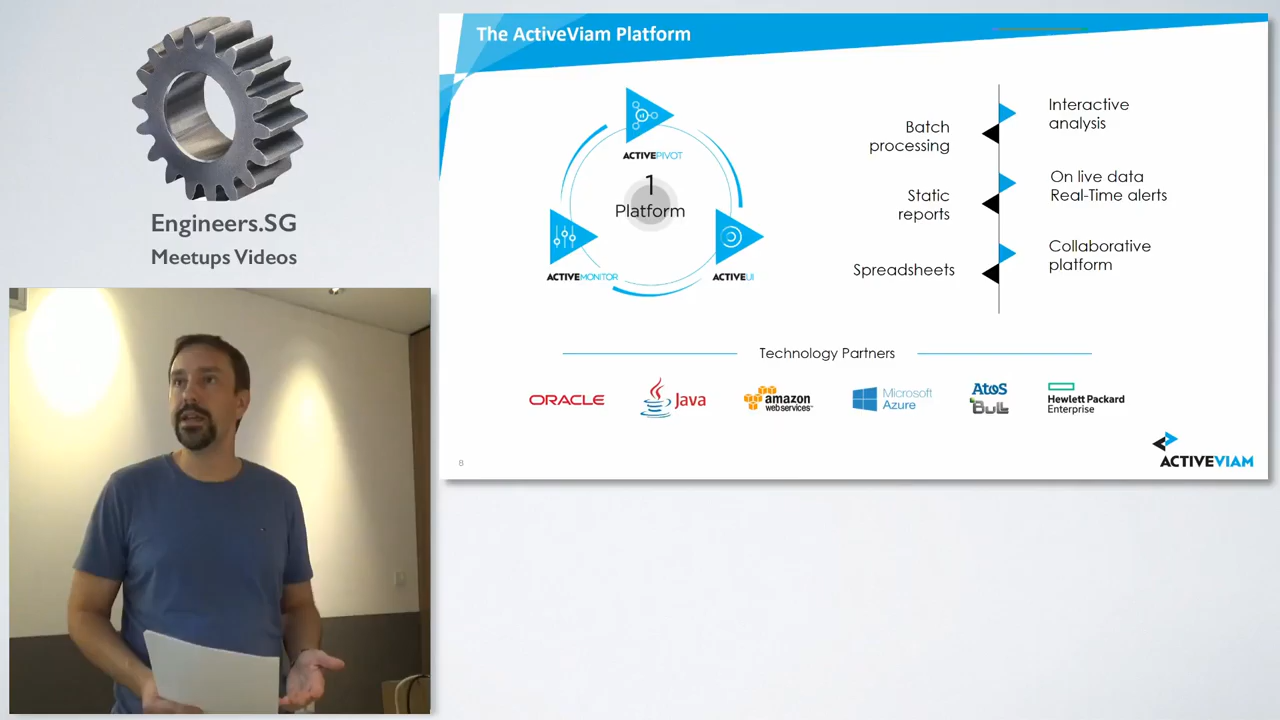 Engineers.SG
Meetups Videos
The ActiveViam Platform
ACTIVEPIVOT
1
Platform
ACTIVEMONITOR
ACTIVEUI
Batch
processing
Interactive
analysis
Static
reports
On live data
Real-Time alerts
Spreadsheets
Collaborative
platform
Technology Partners
ORACLE
Java
amazon
webservices™
Microsoft
Azure
Atos
Bull
Hewlett Packard
Enterprise
8
ACTIVEVIAM